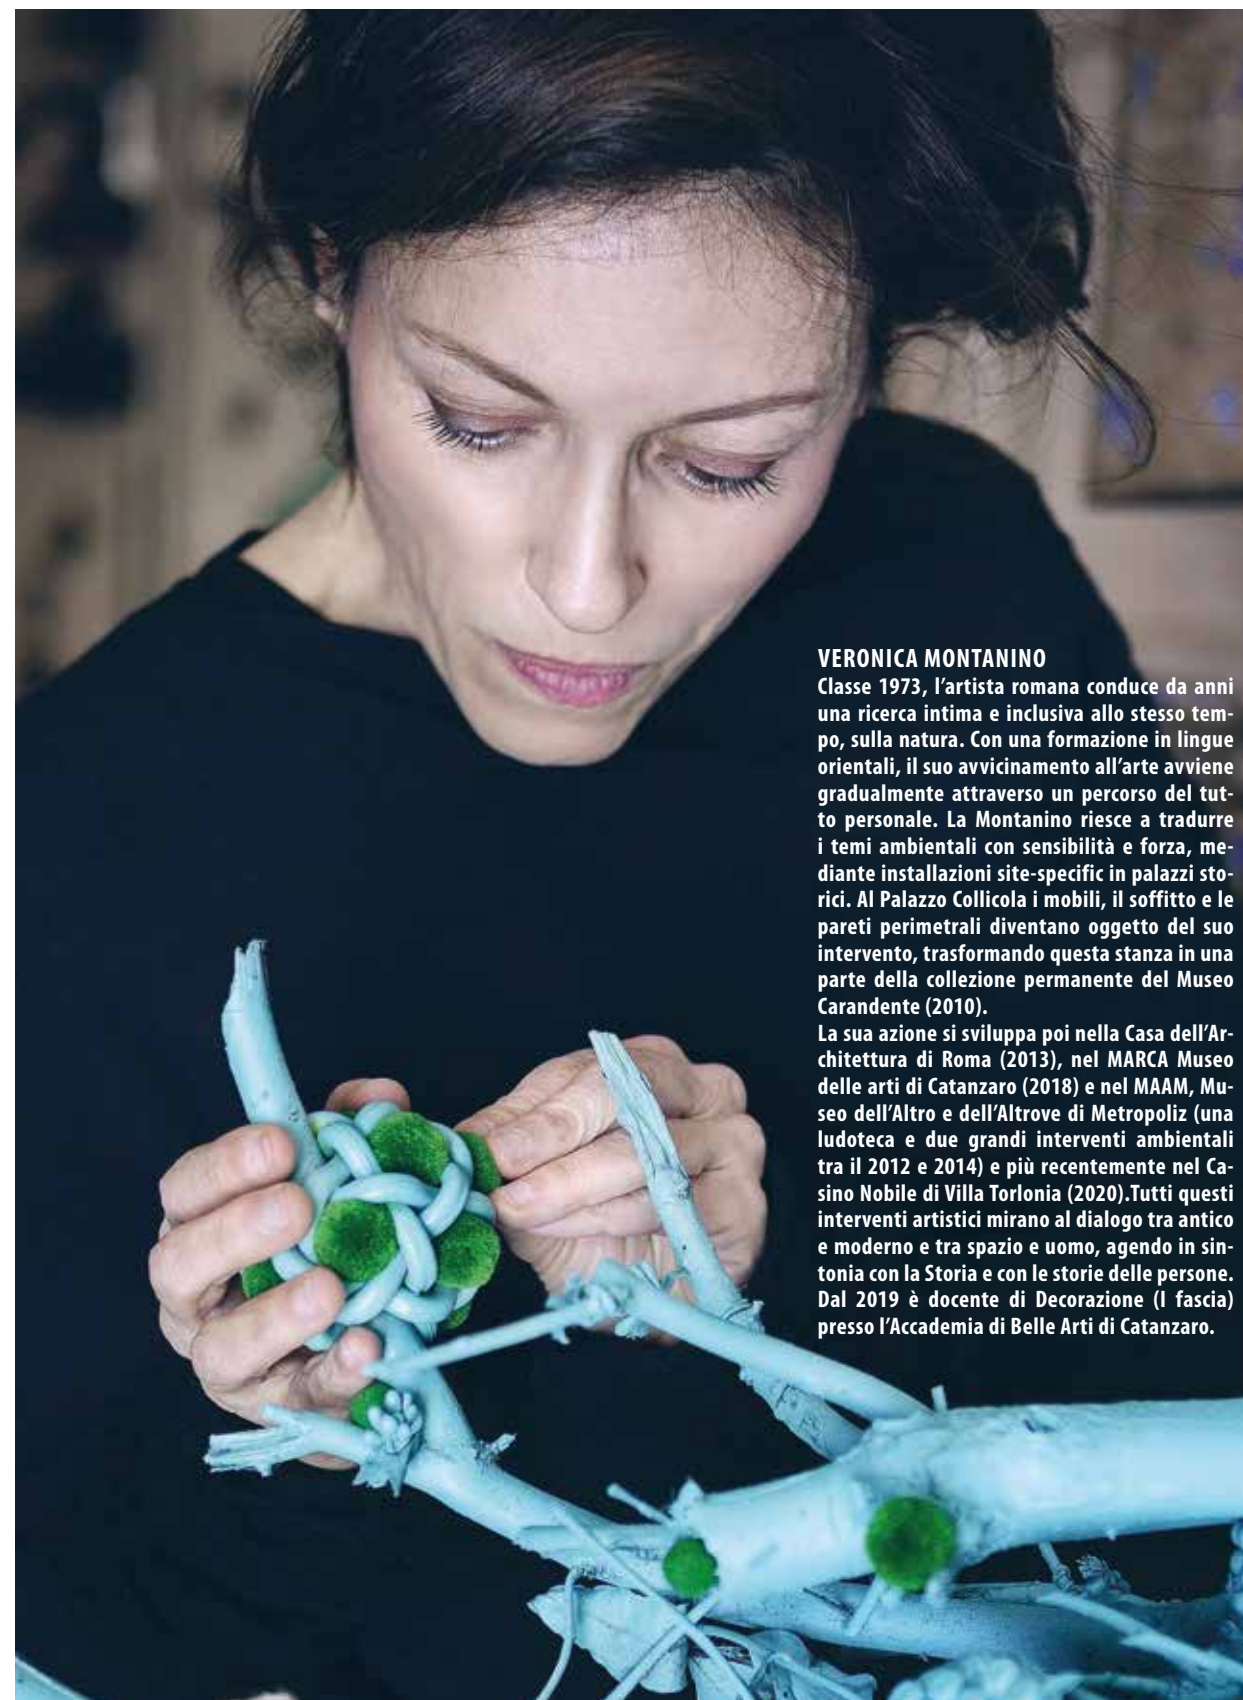 VERONICA MONTANINO
Classe 1973, l'artista romana conduce da anni
una ricerca intima e inclusiva allo stesso tem-
po, sulla natura. Con una formazione in lingue
orientali, il suo avvicinamento all'arte avviene
gradualmente attraverso un percorso del tut-
to personale. La Montanino riesce a tradurre
i temi ambientali con sensibilità e forza, me-
diante installazioni site-specific in palazzi sto-
rici. Al Palazzo Collicola i mobili, il soffitto e le
pareti perimetrali diventano oggetto del suo
intervento, trasformando questa stanza in una
parte della collezione permanente del Museo
Carandente (2010).
La sua azione si sviluppa poi nella Casa dell'Ar-
chitettura di Roma (2013), nel MARCA Museo
delle arti di Catanzaro (2018) e nel MAAM, Mu-
seo dell'Altro e dell'Altrove di Metropoliz (una
ludoteca e due grandi interventi ambientali
tra il 2012 e 2014) e più recentemente nel Ca-
sino Nobile di Villa Torlonia (2020).Tutti questi
interventi artistici mirano al dialogo tra antico
e moderno e tra spazio e uomo, agendo in sin-
tonia con la Storia e con le storie delle persone.
Dal 2019 è docente di Decorazione (I fascia)
presso l'Accademia di Belle Arti di Catanzaro.